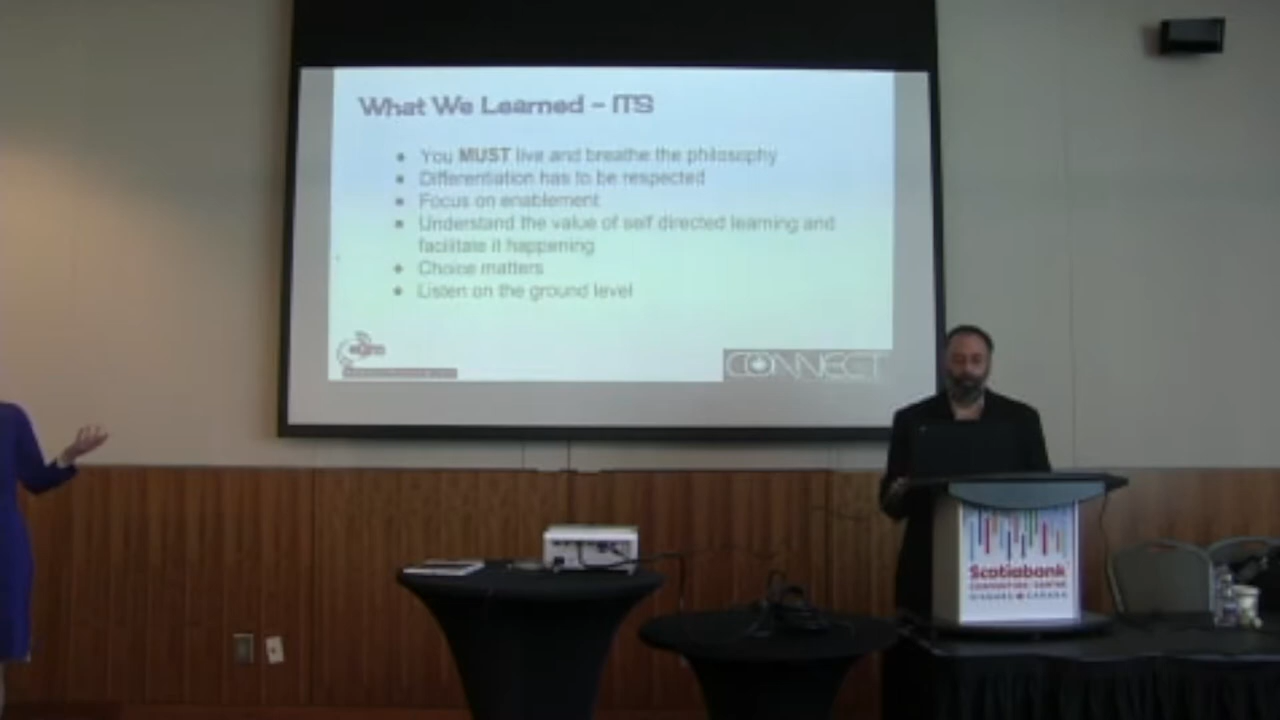 What We Learned - ITS
You MUST live and breathe the philosophy
Differentiation has to be respected
Focus on enablement
Understand the value of self directed learning and
facilitate it happening
Choice matters
Listen on the ground level
CONNECT
Scotiabank
CONVENTION CENTRE
NIAGARA CANADA